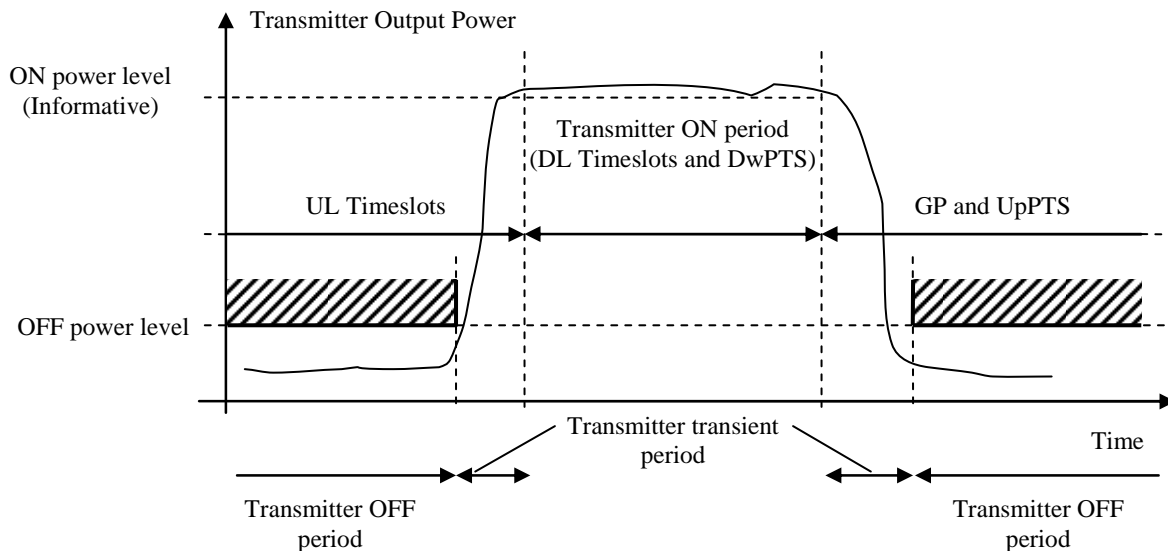 Transmitter Output Power
ON power level
(Informative)
Transmitter ON period
(DL Timeslots and DwPTS)
UL Timeslots
GP and UpPTS
OFF power level
Transmitter transient
period
Time
Transmitter OFF
period
Transmitter OFF
period